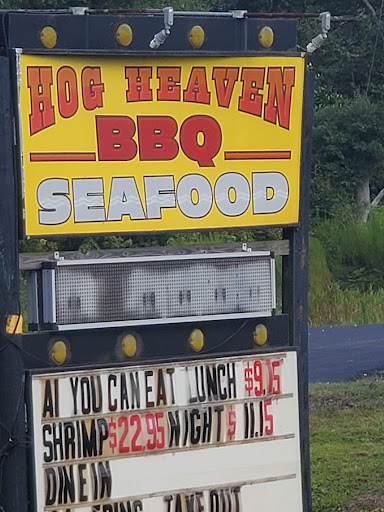 HOG HEAVEN
BBQ
SEAFOOD
Al YOU CAN EAT LUNCH $9.15
SHRIMP $22.95 NIGHT $ 11.15
DINE IN
TAKE OUT